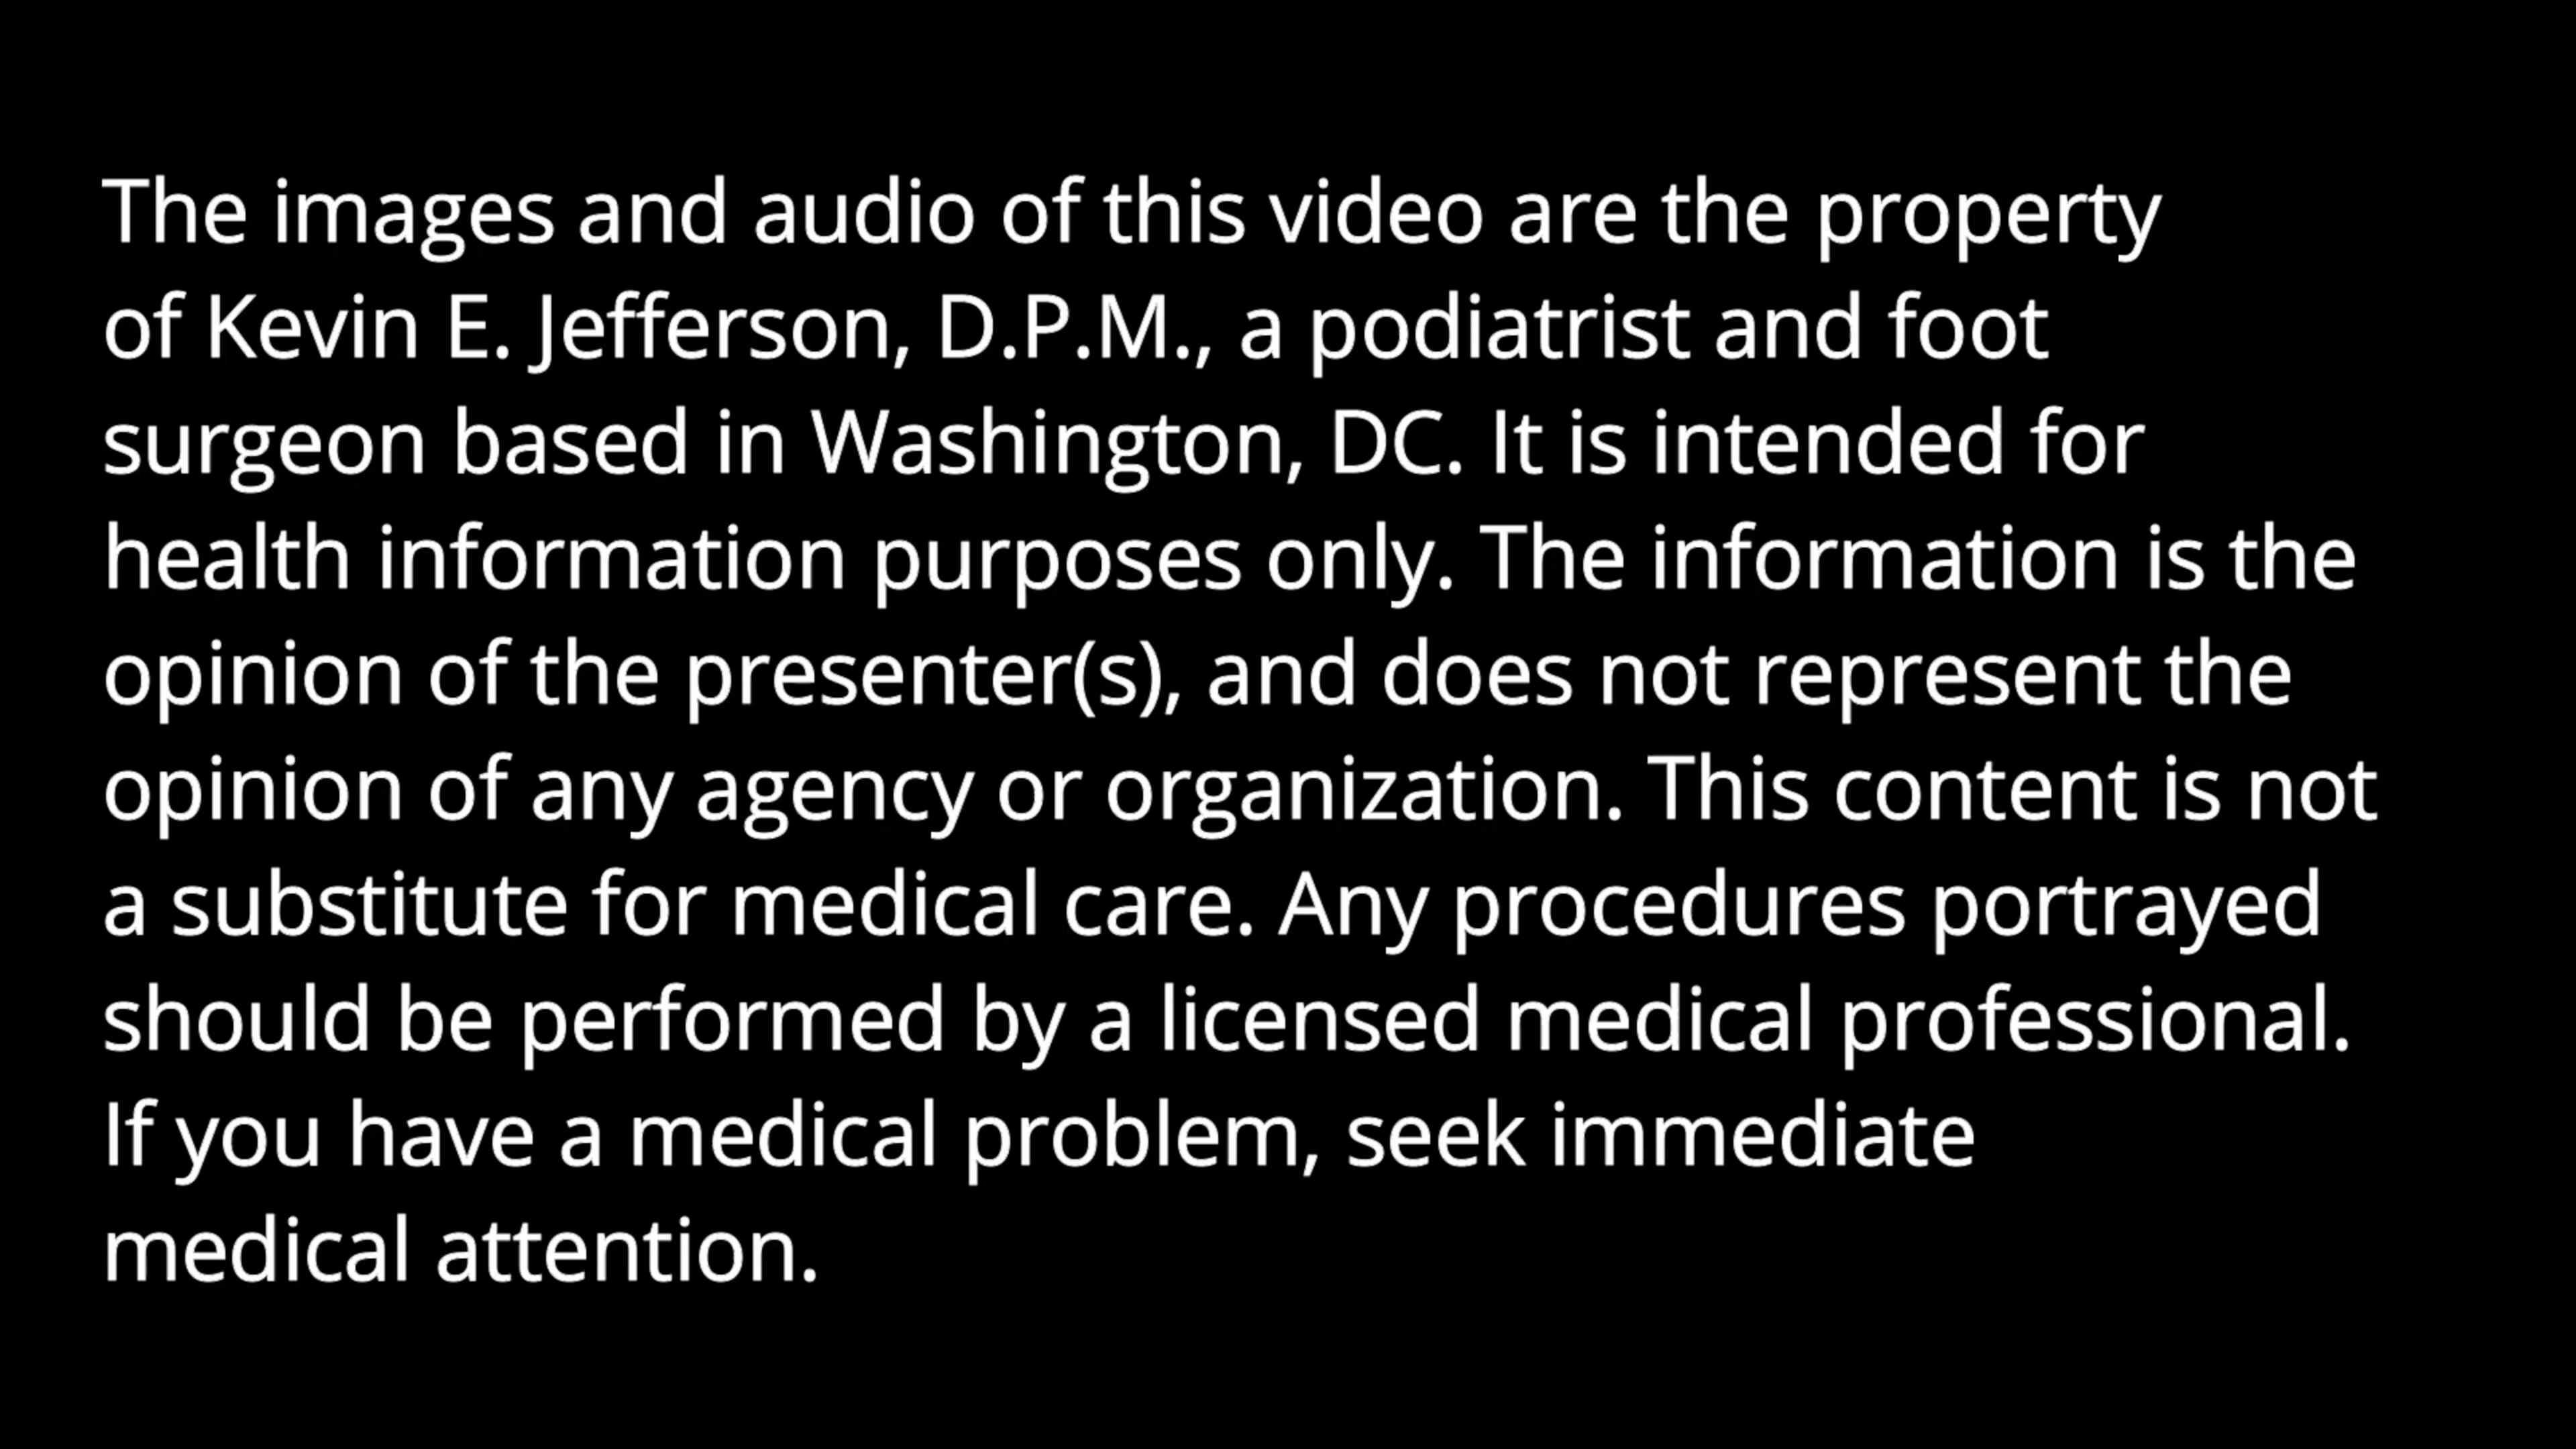 The images and audio of this video are the property
of Kevin E. Jefferson, D.P.M., a podiatrist and foot
surgeon based in Washington, DC. It is intended for
health information purposes only. The information is the
opinion of the presenter(s), and does not represent the
opinion of any agency or organization. This content is not
a substitute for medical care. Any procedures portrayed
should be performed by a licensed medical professional.
If you have a medical problem, seek immediate
medical attention.